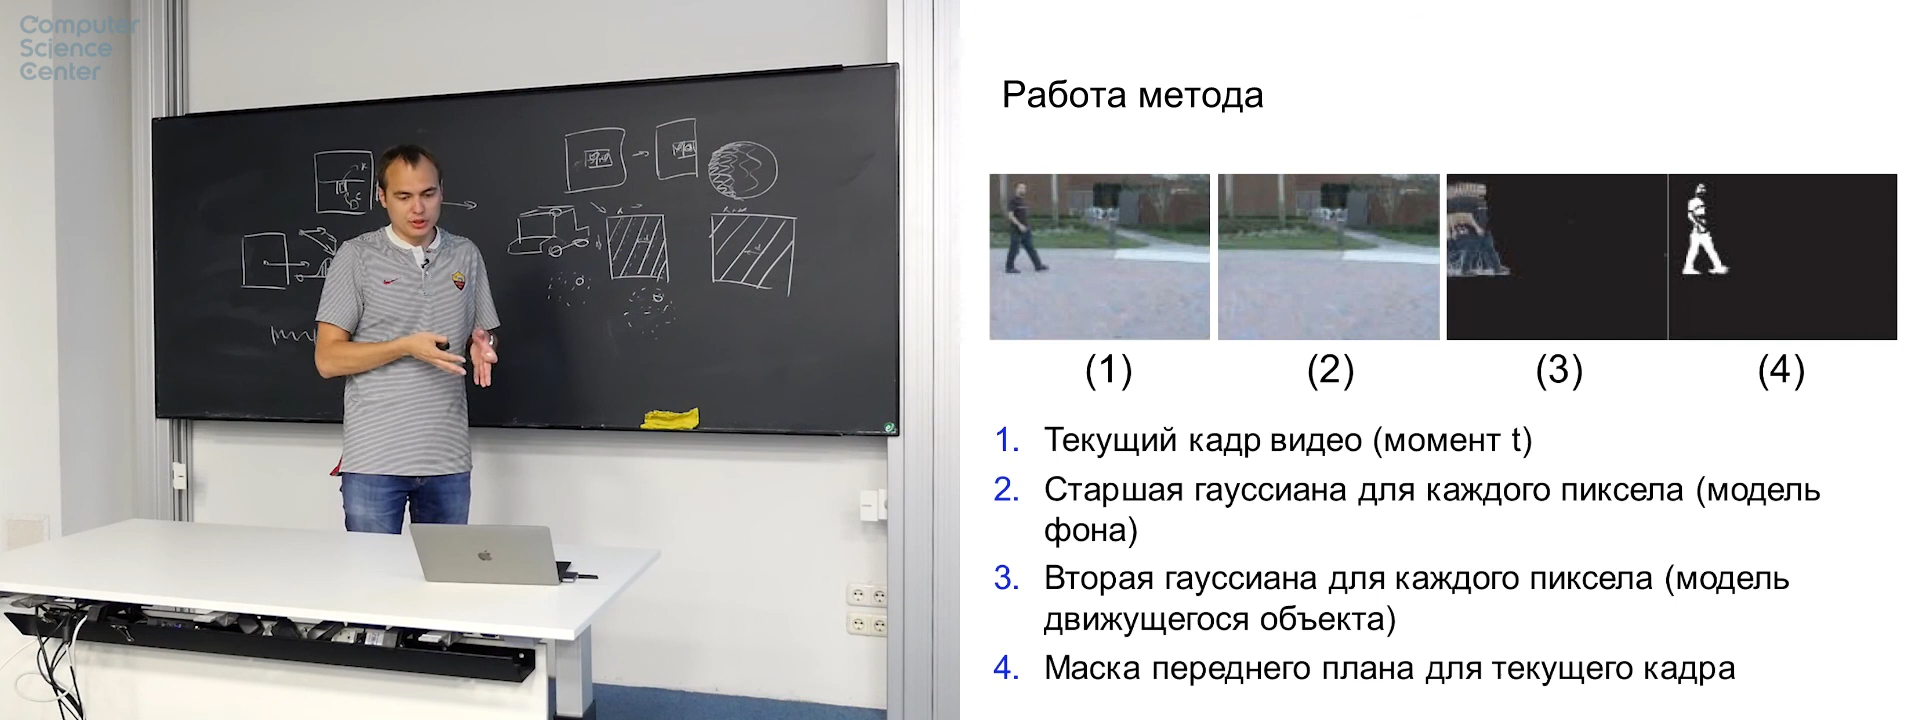 Computer
Science
Center
Работа метода
(1)
(2)
(3)
(4)
1. Текущий кадр видео (момент t)
2. Старшая гауссиана для каждого пиксела (модель
фона)
3. Вторая гауссиана для каждого пиксела (модель
движущегося объекта)
4. Маска переднего плана для текущего кадра